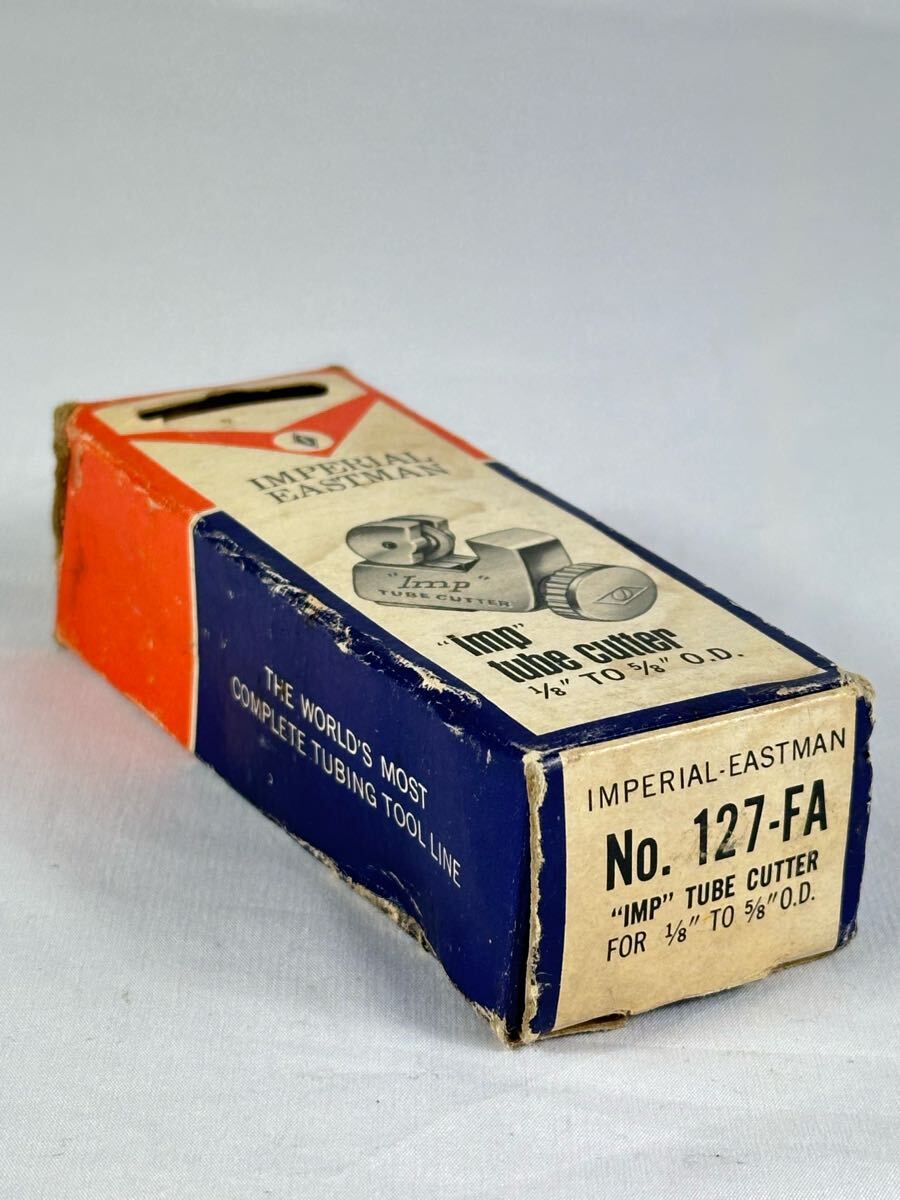 IMPERIAL
EASTMAN
"Imp"
TUBE CUTTER
"imp"
tube cutter
1/8" TO 5/8" O.D.
THE WORLD'S MOST
COMPLETE TUBING TOOL LINE
IMPERIAL-EASTMAN
No. 127-FA
"IMP" TUBE CUTTER
FOR 1/8" TO 5/8" O.D.